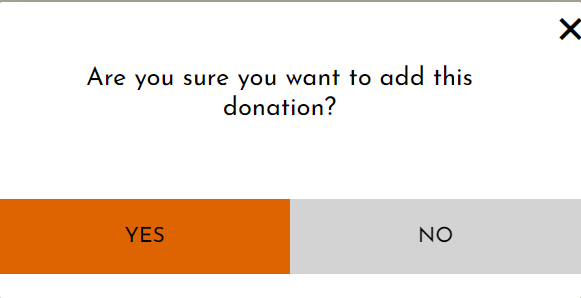 Are you sure you want to add this
donation?
YES
NO